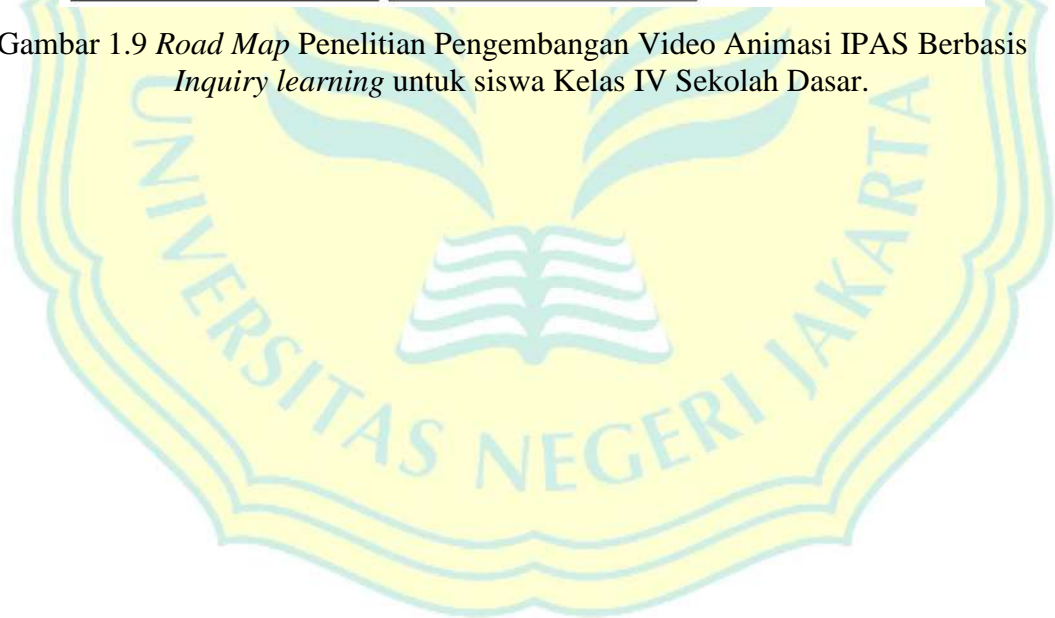 Gambar 1.9 Road Map Penelitian Pengembangan Video Animasi IPAS Berbasis
Inquiry learning untuk siswa Kelas IV Sekolah Dasar.
UNIVERSITAS NEGERI JAKARTA